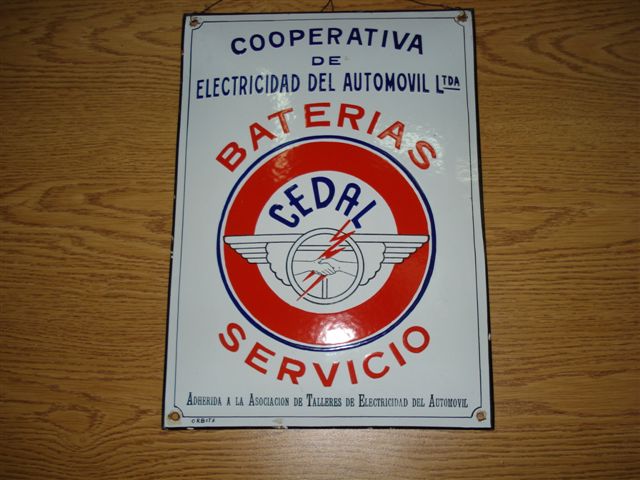 COOPERATIVA
DE
ELECTRICIDAD DEL AUTOMOVIL LTDA
BATERIAS
CEDAL
SERVICIO
ADHERIDA A LA ASOCIACION DE TALLERES DE ELECTRICIDAD DEL AUTOMOVIL